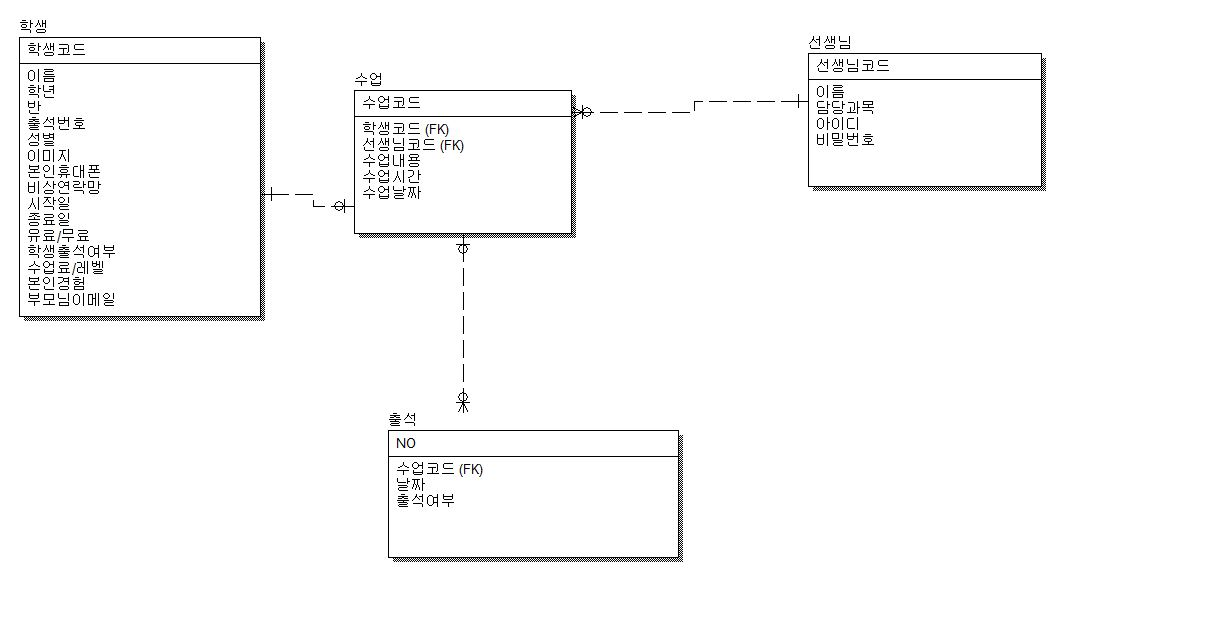 학생
학생코드
이름
학년
반
출석번호
성별
이미지
본인휴대폰
비상연락망
시작일
종료일
유료/무료
학생출석여부
수업료/레벨
본인경험
부모님이메일
수업
수업코드
학생코드 (FK)
선생님코드 (FK)
수업내용
수업시간
수업날짜
선생님
선생님코드
이름
담당과목
아이디
비밀번호
출석
NO
수업코드 (FK)
날짜
출석여부